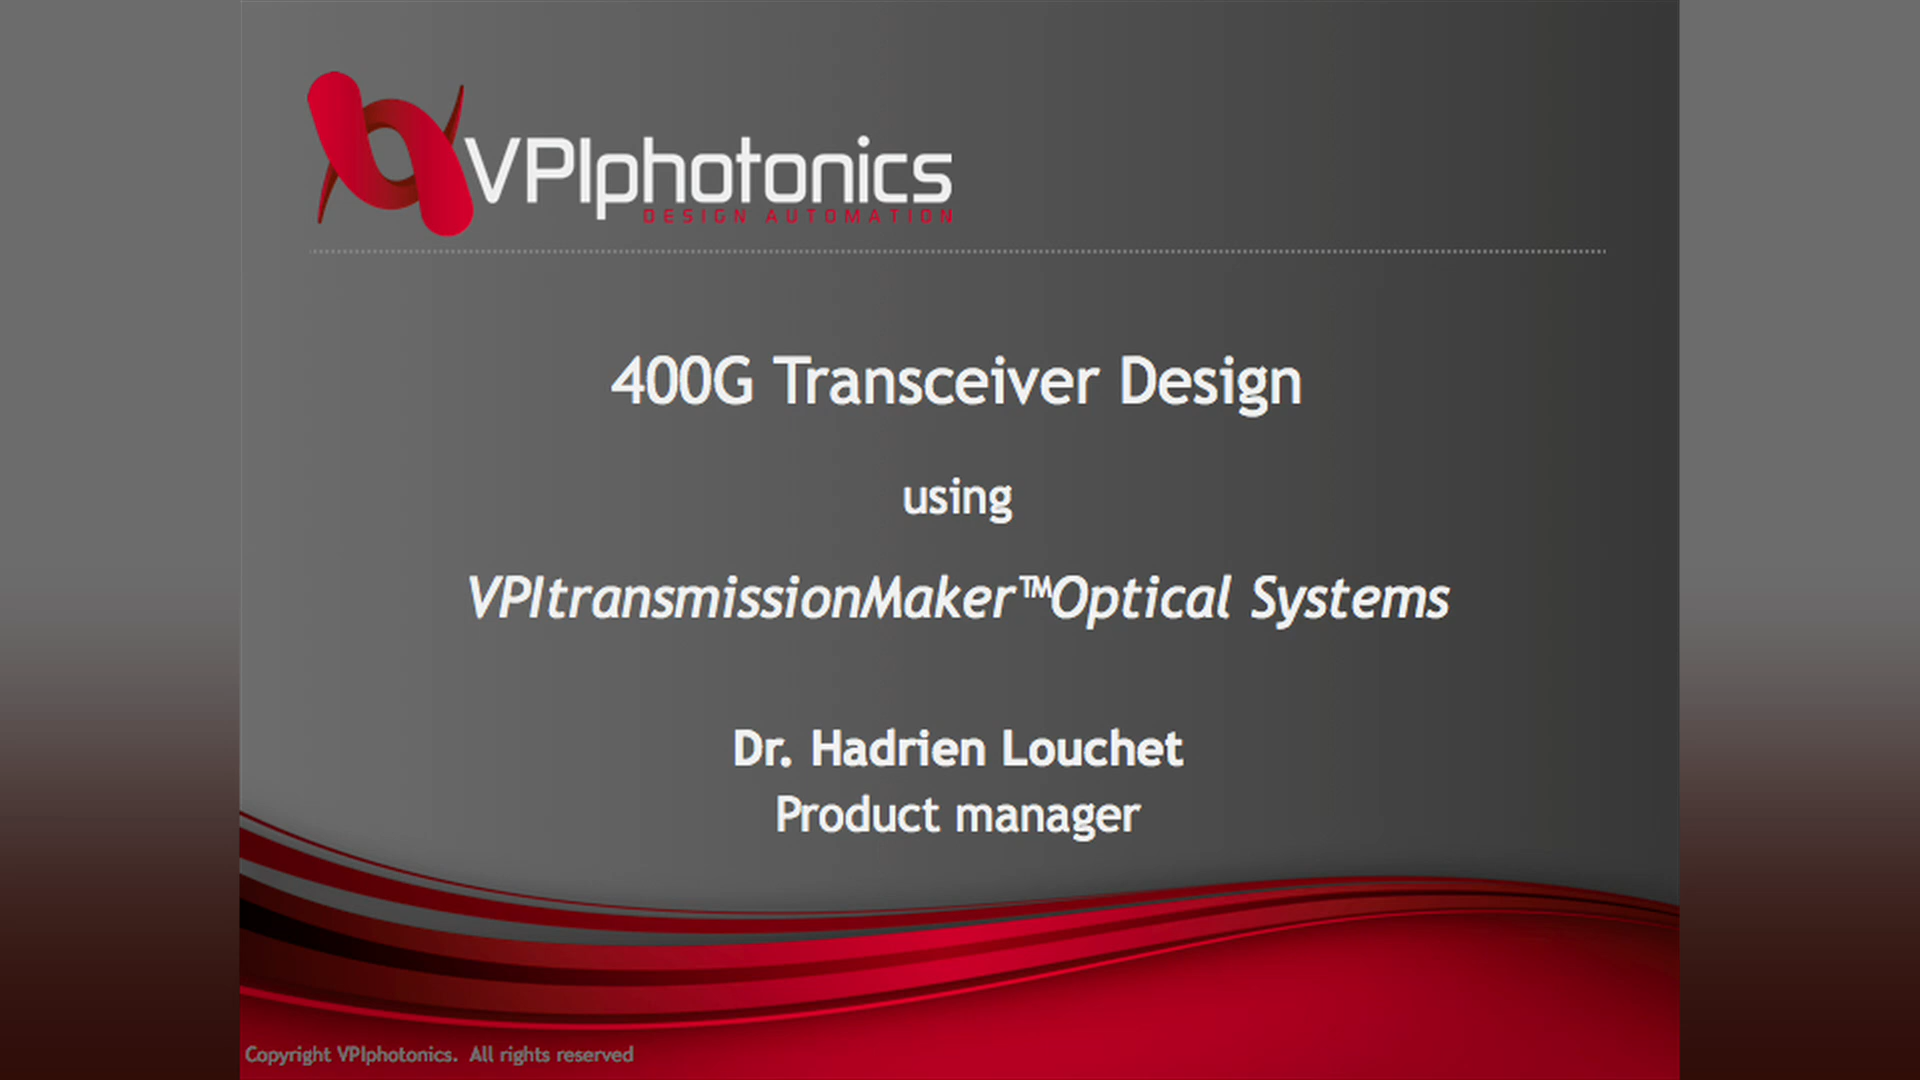 VPIphotonics
DESIGN AUTOMATION
400G Transceiver Design
using
VPItransmissionMaker™Optical Systems
Dr. Hadrien Louchet
Product manager
Copyright VPIphotonics. All rights reserved